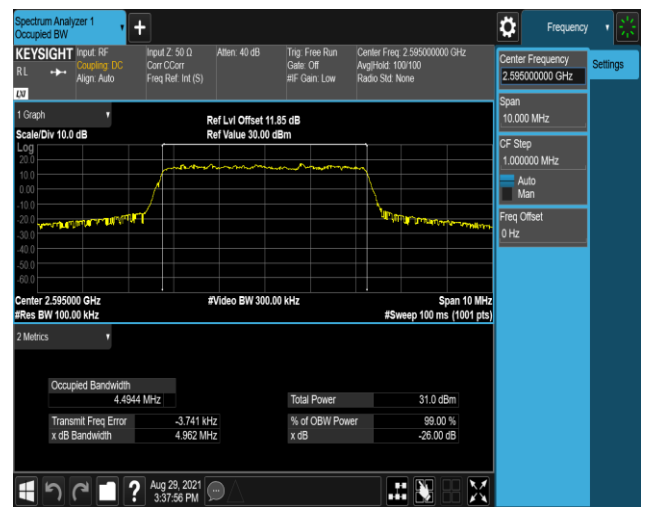 Spectrum Analyzer 1
Occupied BW
Frequency
KEYSIGHT Input: RF Input Z: 50 Ω Atten: 40 dB Trig: Free Run Center Freq: 2.595000000 GHz
RL Coupling: DC Corr CCorr Gate: Off Avg|Hold: 100/100
Align: Auto Freq Ref: Int (S) #IF Gain: Low Radio Std: None
LXI
Center Frequency
2.595000000 GHz
Settings
Span
10.000 MHz
CF Step
1.000000 MHz
Auto
Man
Freq Offset
0 Hz
1 Graph
Ref Lvl Offset 11.85 dB
Scale/Div 10.0 dB Ref Value 30.00 dBm
Log
20.0
10.0
0.00
-10.0
-20.0
-30.0
-40.0
-50.0
-60.0
Center 2.595000 GHz #Video BW 300.00 kHz Span 10 MHz
#Res BW 100.00 kHz #Sweep 100 ms (1001 pts)
2 Metrics
Occupied Bandwidth
4.4944 MHz Total Power 31.0 dBm
Transmit Freq Error -3.741 kHz % of OBW Power 99.00 %
x dB Bandwidth 4.962 MHz x dB -26.00 dB
? Aug 29, 2021
3:37:56 PM